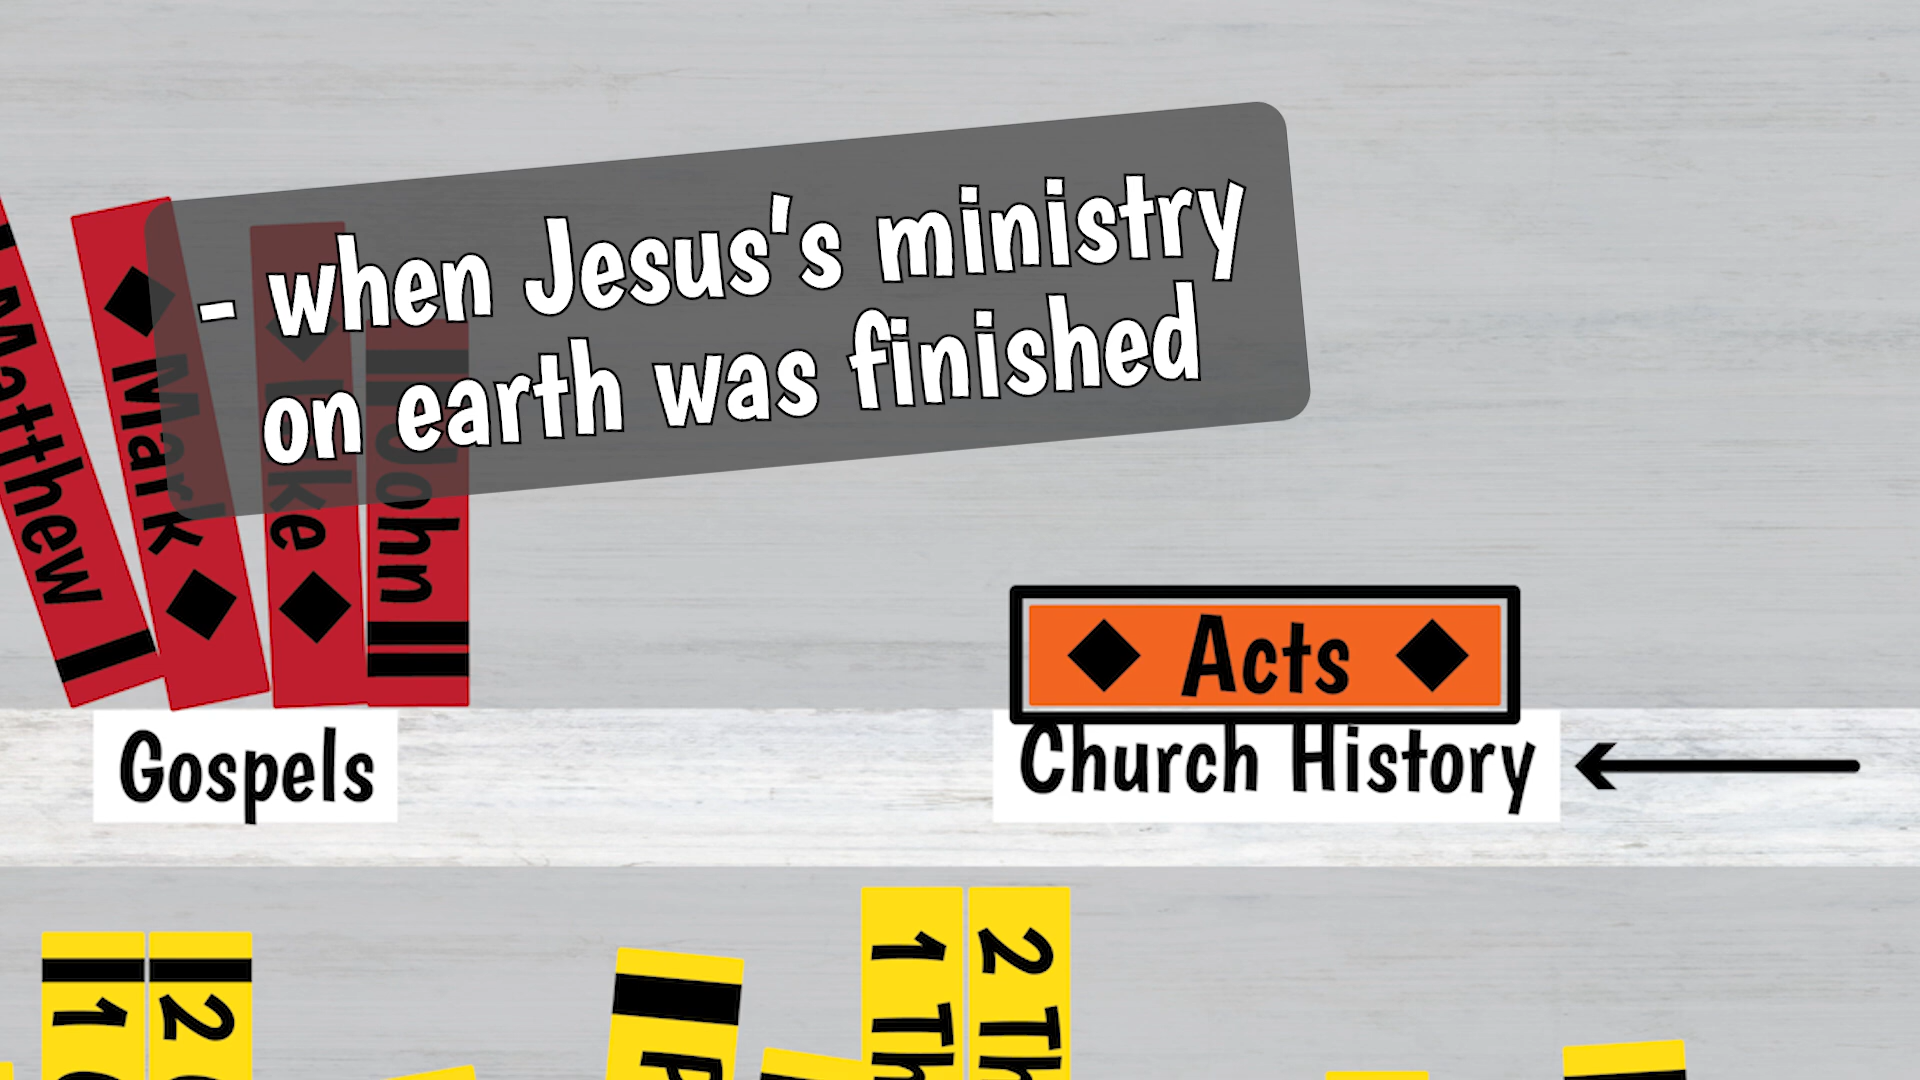 - when Jesus's ministry
on earth was finished
Matthew
Mark
John
Acts
Gospels
Church History
1
2
1 Th
2 Th